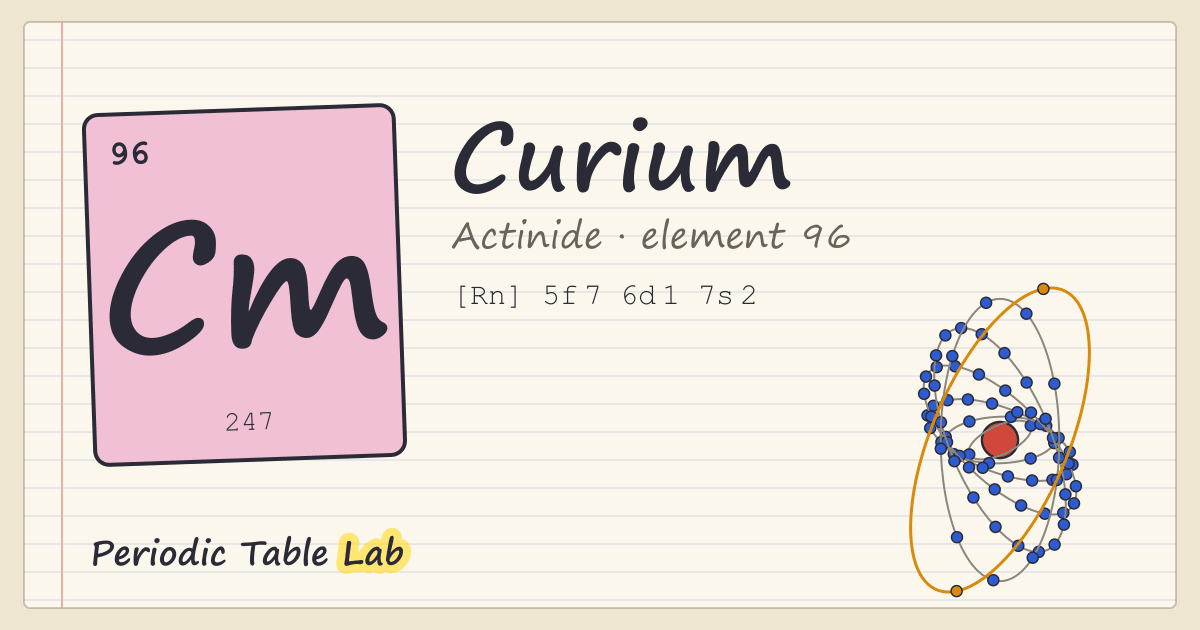 96
Cm
247
Curium
Actinide · element 96
[Rn] 5f7 6d1 7s2
Periodic Table Lab